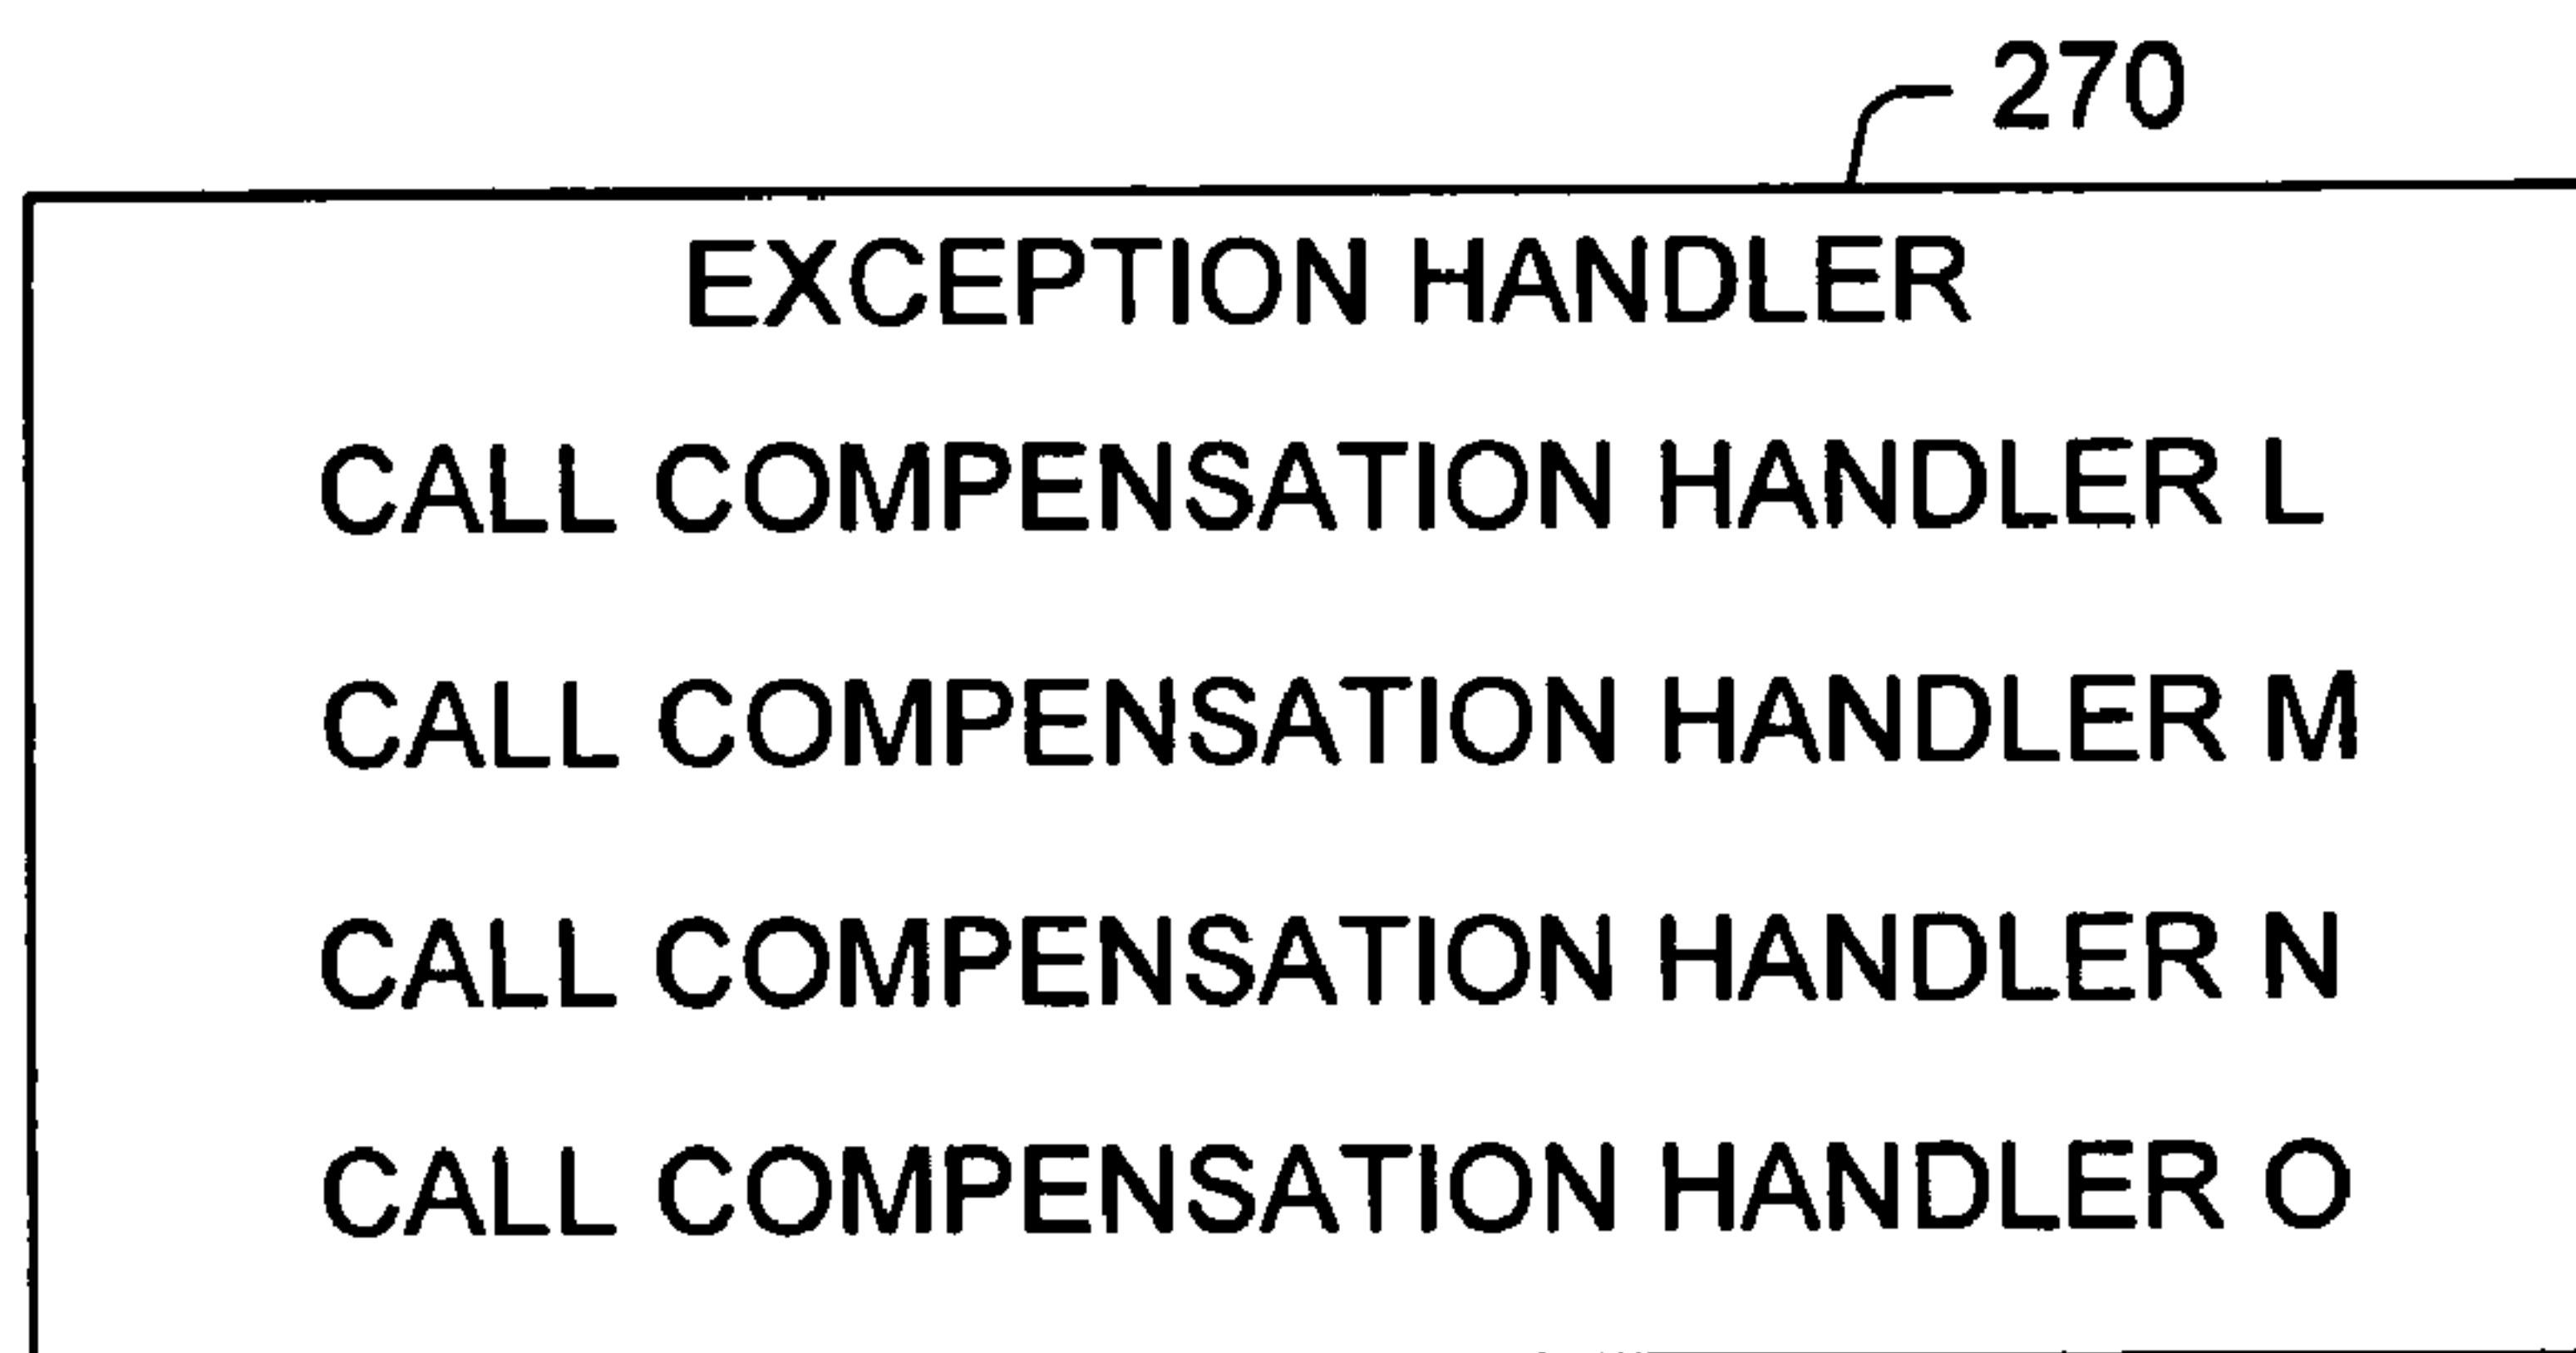 270
EXCEPTION HANDLER
CALL COMPENSATION HANDLER L
CALL COMPENSATION HANDLER M
CALL COMPENSATION HANDLER N
CALL COMPENSATION HANDLER O